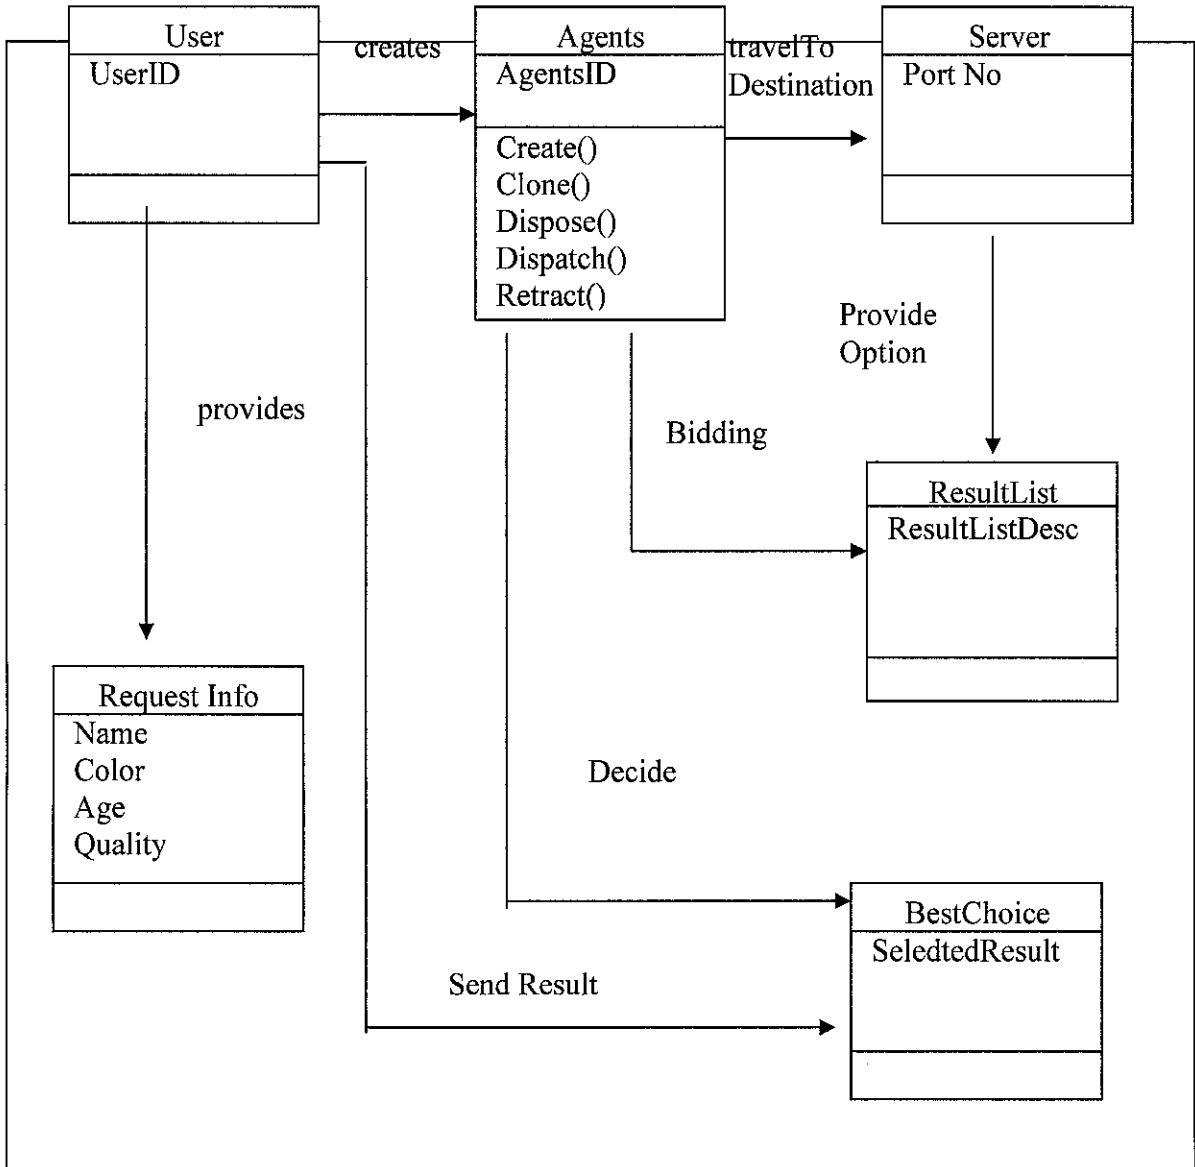 User
UserID
creates
Agents
AgentsID
Create()
Clone()
Dispose()
Dispatch()
Retract()
travelTo
Destination
Server
Port No
Provide
Option
provides
Bidding
ResultList
ResultListDesc
Request Info
Name
Color
Age
Quality
Decide
BestChoice
SeledtedResult
Send Result